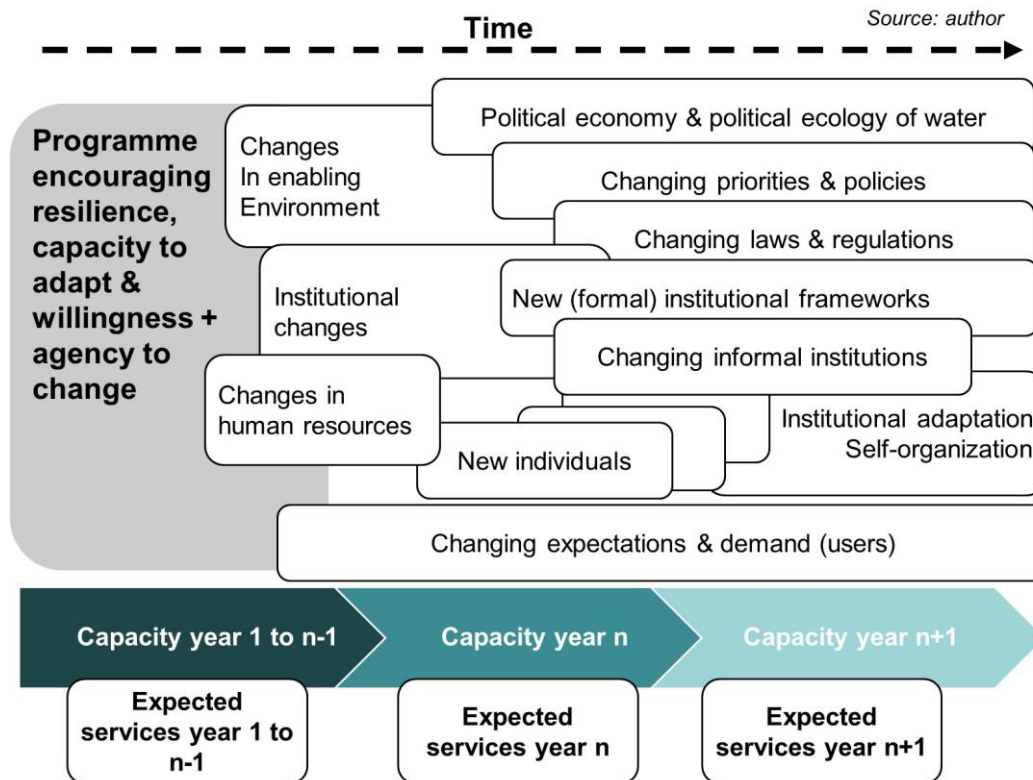 Source: author
Time
Programme
encouraging
resilience,
capacity to
adapt &
willingness +
agency to
change
Changes
In enabling
Environment
Political economy & political ecology of water
Changing priorities & policies
Changing laws & regulations
Institutional
changes
New (formal) institutional frameworks
Changing informal institutions
Changes in
human resources
New individuals
Institutional adaptation
Self-organization
Changing expectations & demand (users)
Capacity year 1 to n-1
Capacity year n
Capacity year n+1
Expected
services year 1 to
n-1
Expected
services year n
Expected
services year n+1